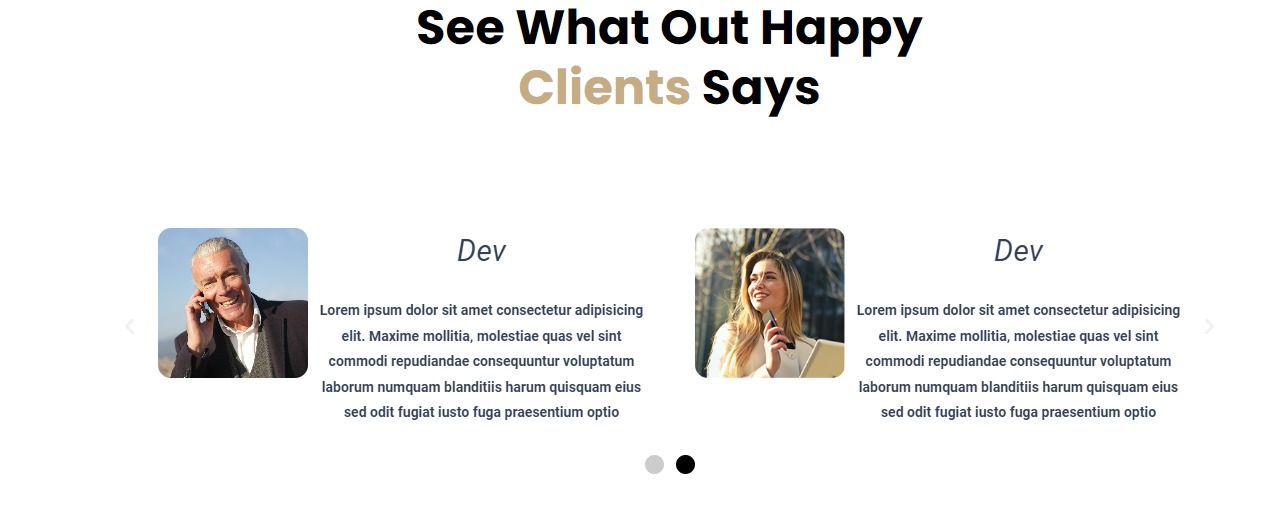 See What Out Happy
Clients Says
Dev
Lorem ipsum dolor sit amet consectetur adipisicing
elit. Maxime mollitia, molestiae quas vel sint
commodi repudiandae consequuntur voluptatum
laborum numquam blanditiis harum quisquam eius
sed odit fugiat iusto fuga praesentium optio
Dev
Lorem ipsum dolor sit amet consectetur adipisicing
elit. Maxime mollitia, molestiae quas vel sint
commodi repudiandae consequuntur voluptatum
laborum numquam blanditiis harum quisquam eius
sed odit fugiat iusto fuga praesentium optio